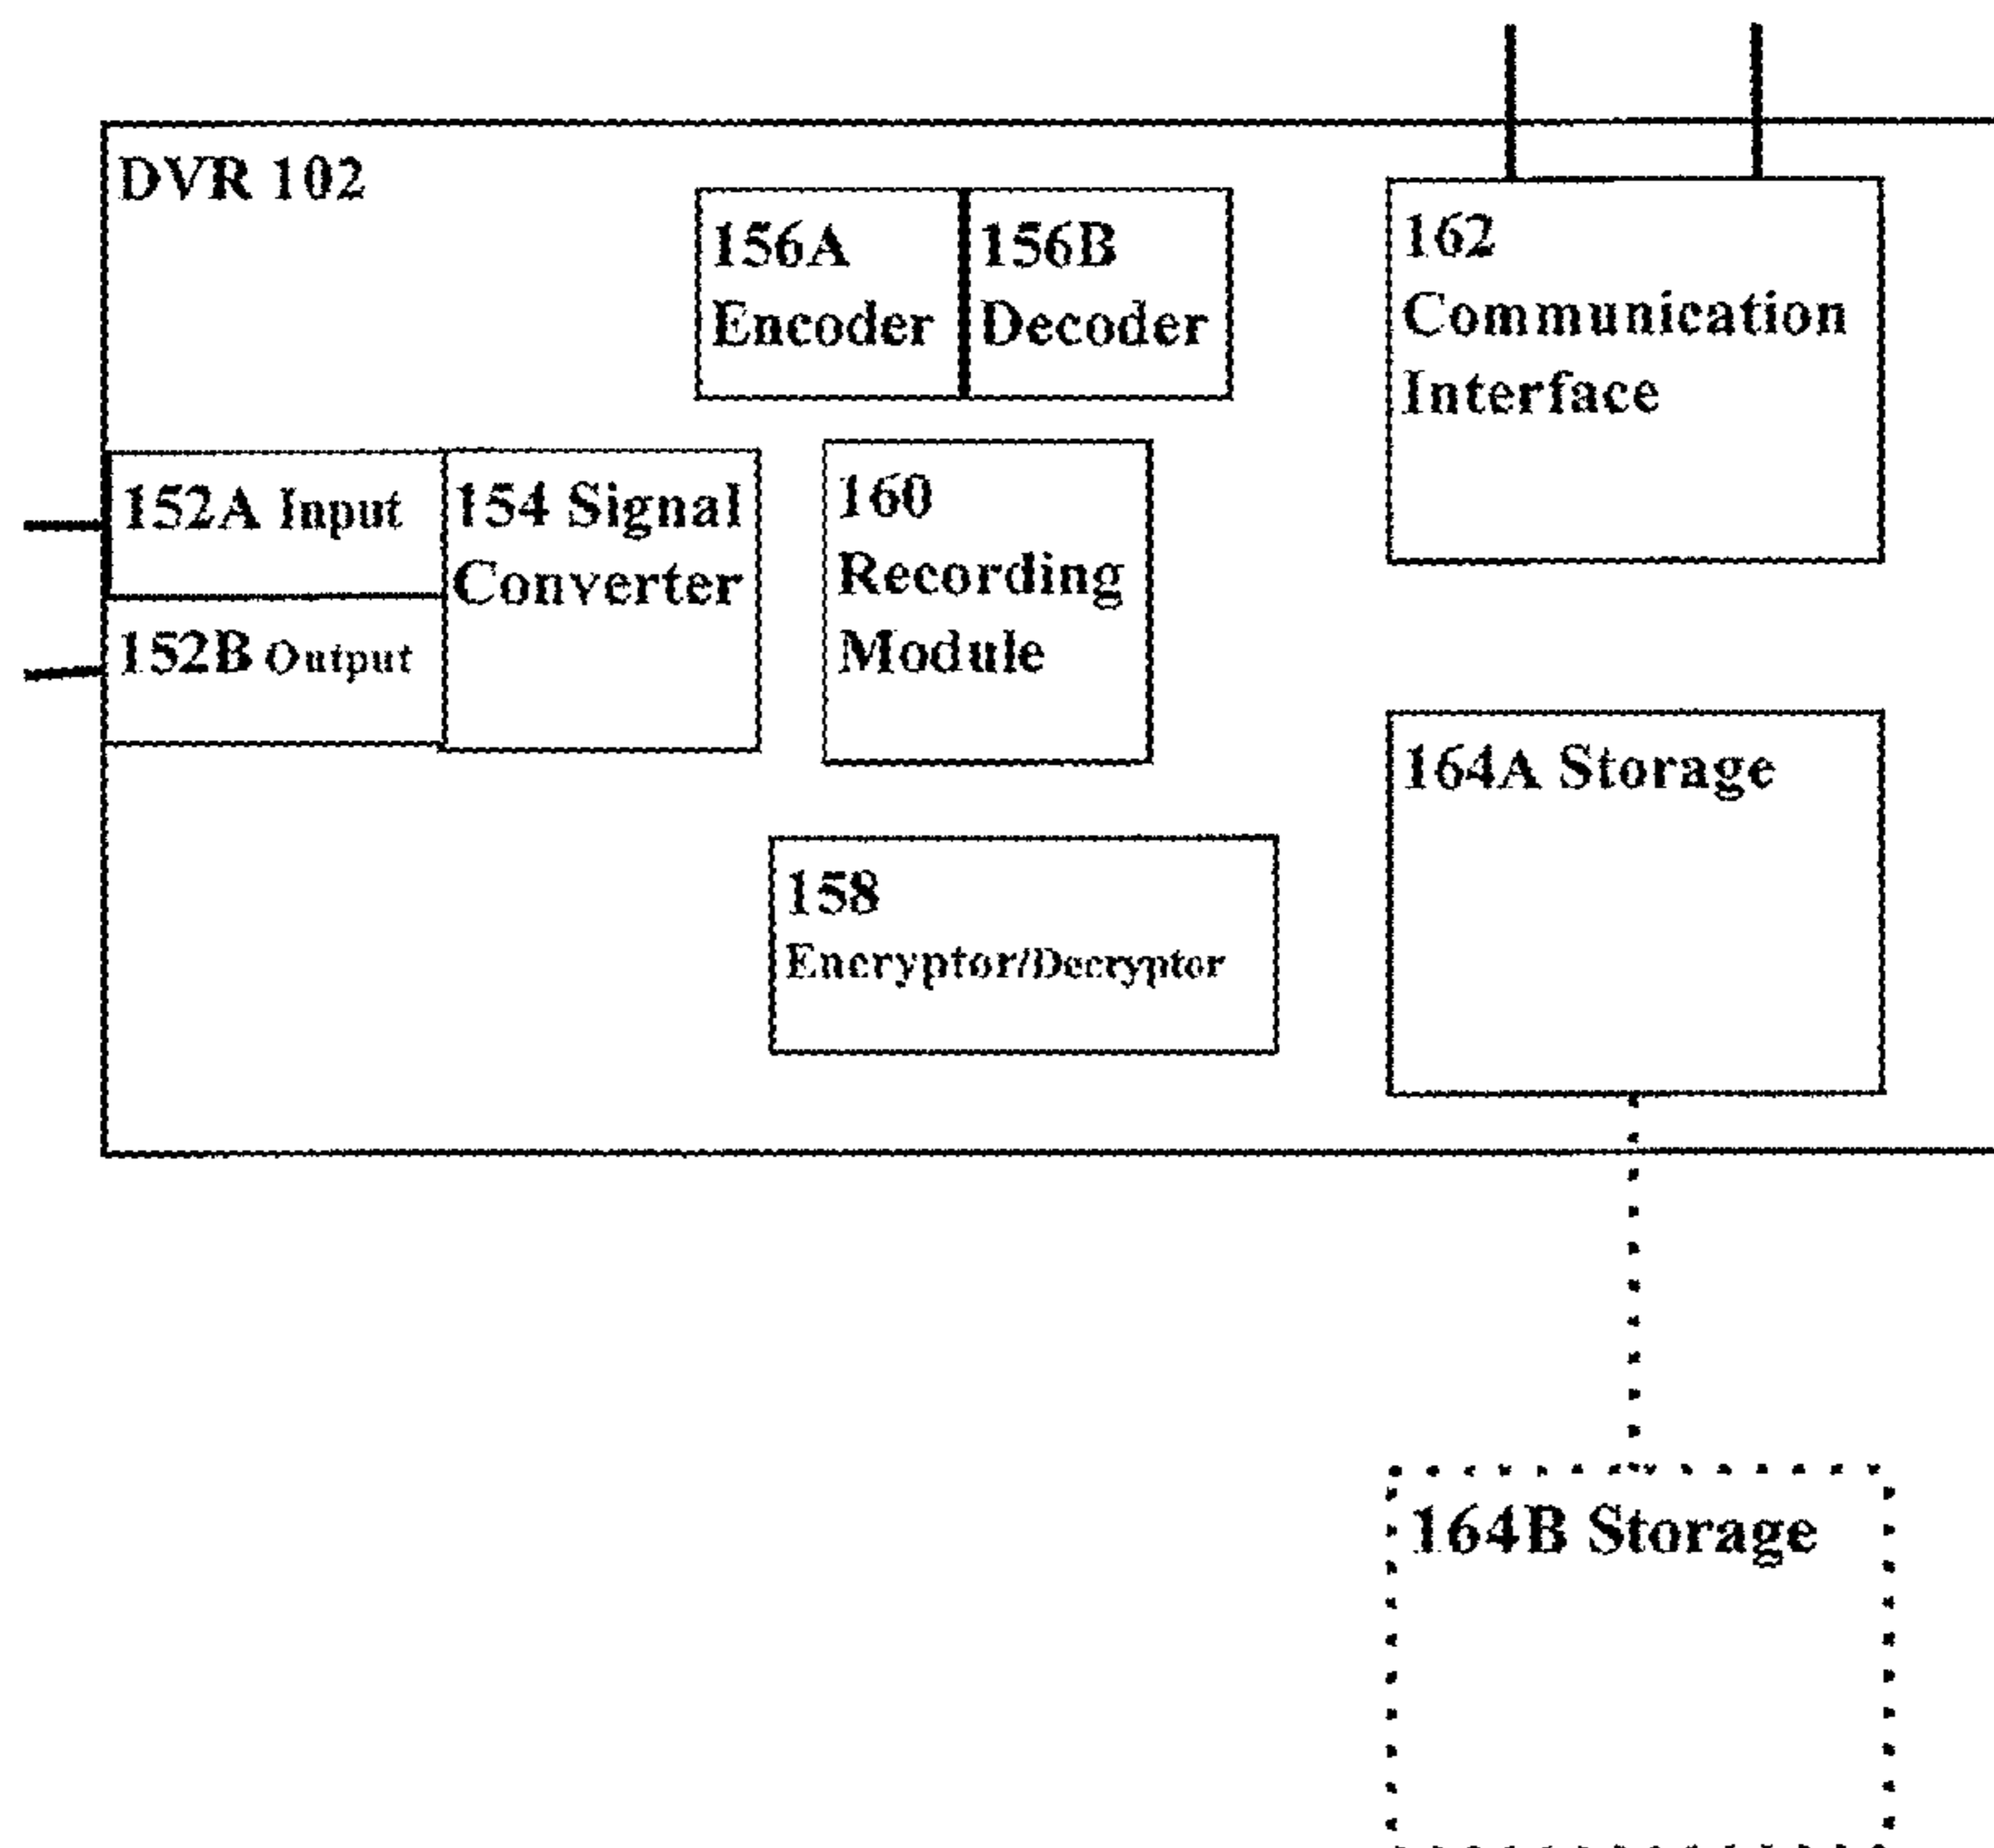 DVR 102
156A
Encoder
156B
Decoder
162
Communication
Interface
152A Input
154 Signal
Converter
160
Recording
Module
152B Output
164A Storage
158
Encryptor/Decryptor
164B Storage